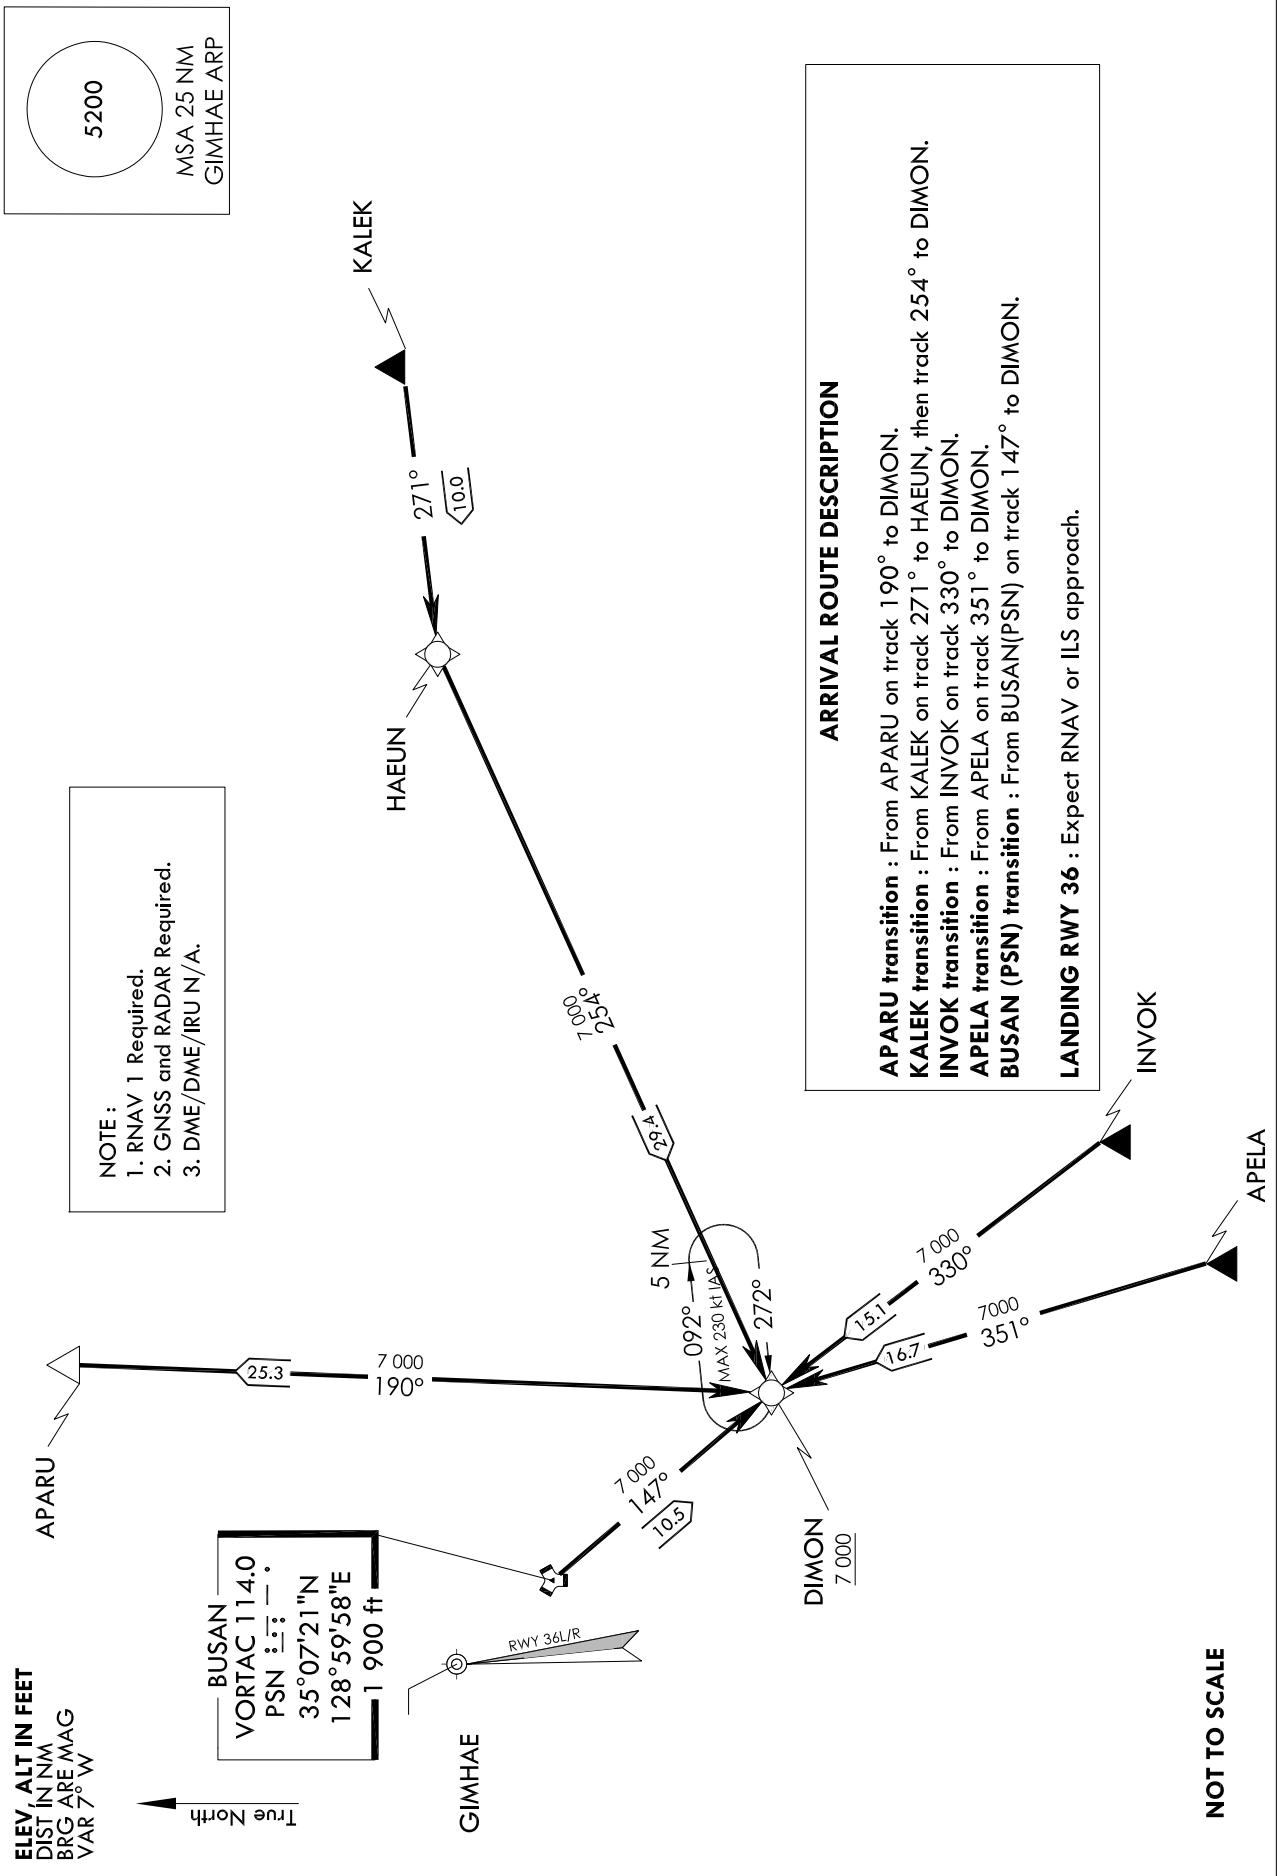 ELEV, ALT IN FEET
DIST IN NM
BRG ARE MAG
VAR 7° W
True North
BUSAN
VORTAC 114.0
PSN
35°07'21"N
128°59'58"E
1 900 ft
GIMHAE
RWY 36L/R
APARU
25.3
7 000
190°
7 000
147°
10.5
DIMON
7 000
5 NM
092°
MAX 230 kt IAS
272°
NOTE :
1. RNAV 1 Required.
2. GNSS and RADAR Required.
3. DME/DME/IRU N/A.
HAEUN
7 000
254°
29.4
KALEK
271°
10.0
MSA 25 NM
GIMHAE ARP
5200
7 000
330°
15.1
INVOK
7000
351°
16.7
APELA
ARRIVAL ROUTE DESCRIPTION
APARU transition : From APARU on track 190° to DIMON.
KALEK transition : From KALEK on track 271° to HAEUN, then track 254° to DIMON.
INVOK transition : From INVOK on track 330° to DIMON.
APELA transition : From APELA on track 351° to DIMON.
BUSAN (PSN) transition : From BUSAN(PSN) on track 147° to DIMON.
LANDING RWY 36 : Expect RNAV or ILS approach.
NOT TO SCALE